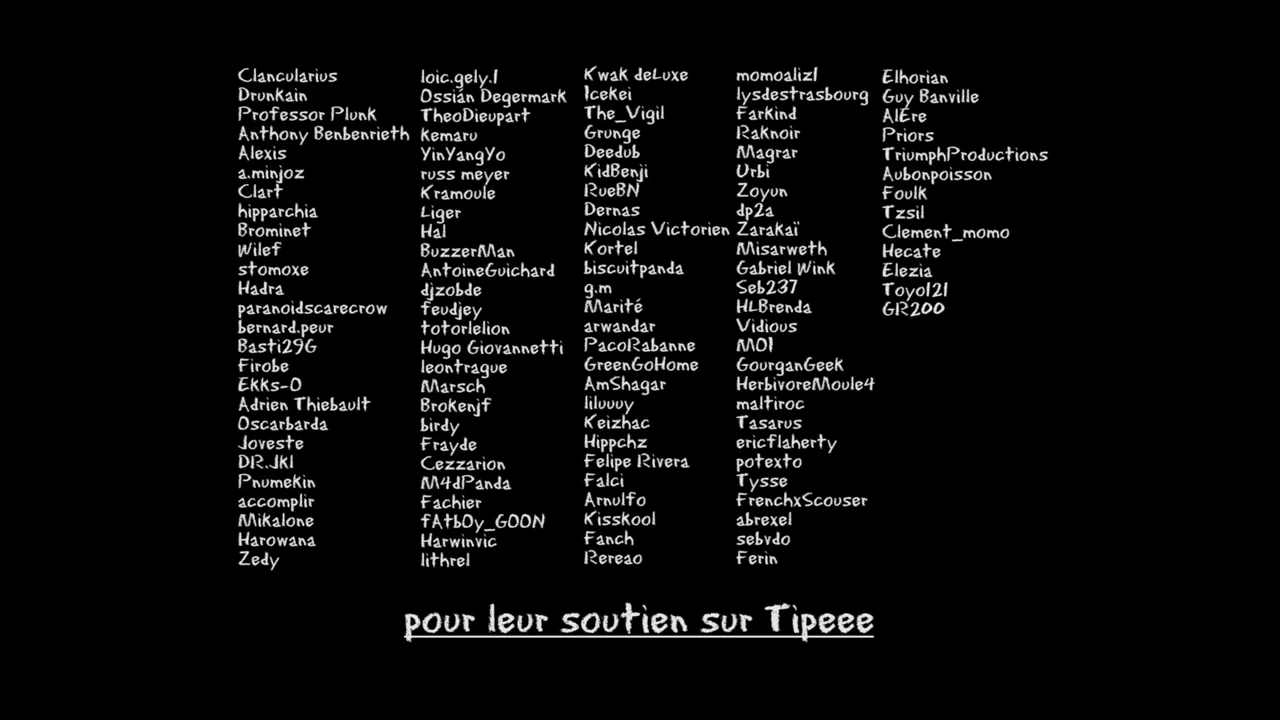 Clancularius
Drunkain
Professor Plunk
Anthony Benbenrieth
Alexis
a.minjoz
Clart
hipparchia
Brominet
Wilef
stomoxe
Hadra
paranoidscarecrow
bernard.peur
Basti29G
Firobe
Ekks-O
Adrien Thiebault
Oscarbarda
Joveste
DR.JKI
Pnumekin
accomplir
Mikalone
Harowana
Zedy
loic.gely.1
Ossián Degermark
TheoDieupart
kemaru
YinYangYo
russ meyer
Kramoule
Liger
Hal
BuzzerMan
AntoineGuichard
djzobde
feudjey
totorlelion
Hugo Giovannetti
leontrague
Marsch
Brokenjf
birdy
Frayde
Cezzarion
M4dPanda
Fachier
fAtbOy_GOON
Harwinvic
lithrel
Kwak deLuxe
Icekei
The_Vigil
Grunge
Deedub
KidBenji
RueBN
Dernas
Nicolas Victorien
Kortel
biscuitpanda
g.m
Marité
arwandar
PacoRabanne
GreenGoHome
AmShagar
liluuuy
Keizhac
Hippchz
Felipe Rivera
Falci
Arnulfo
Kisskool
Fanch
Rereao
momoaliz1
lysdestrasbourg
Farkind
Raknoir
Magrar
Urbi
Zoyun
dp2a
Zarakaï
Misarweth
Gabriel Wink
Seb237
HLBrenda
Vidious
MO1
GourganGeek
HerbivoreMoule4
maltiroc
Tasarus
ericflaherty
potexto
Tysse
FrenchxScouser
abrexel
sebvdo
Ferin
Elhorian
Guy Banville
AlEre
Priors
TriumphProductions
Aubonpoisson
Foulk
Tzsil
Clement_momo
Hecate
Elezia
Toyo121
GR200
pour leur soutien sur Tipeee